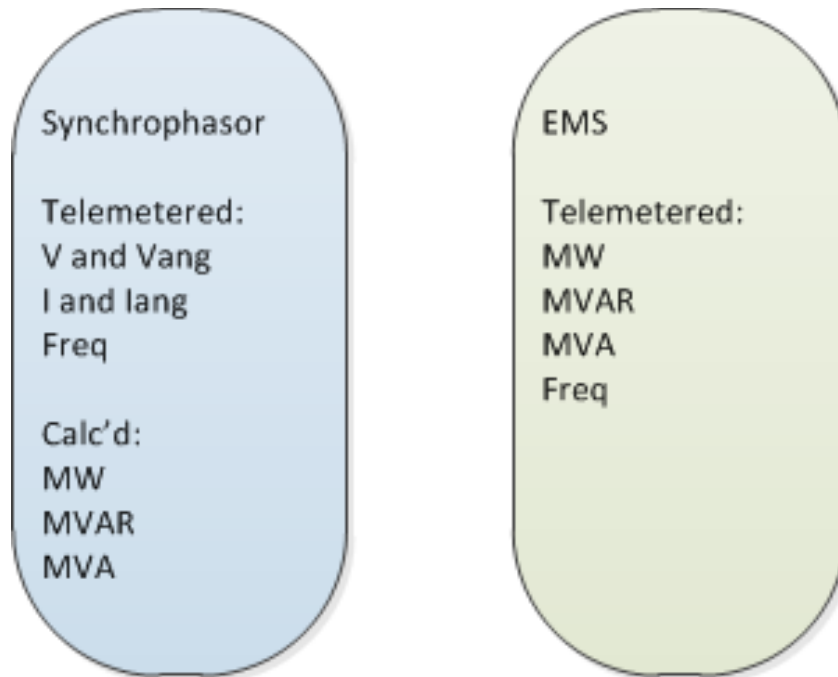 Synchrophasor
Telemetered:
V and Vang
I and Iang
Freq
Calc'd:
MW
MVAR
MVA
EMS
Telemetered:
MW
MVAR
MVA
Freq